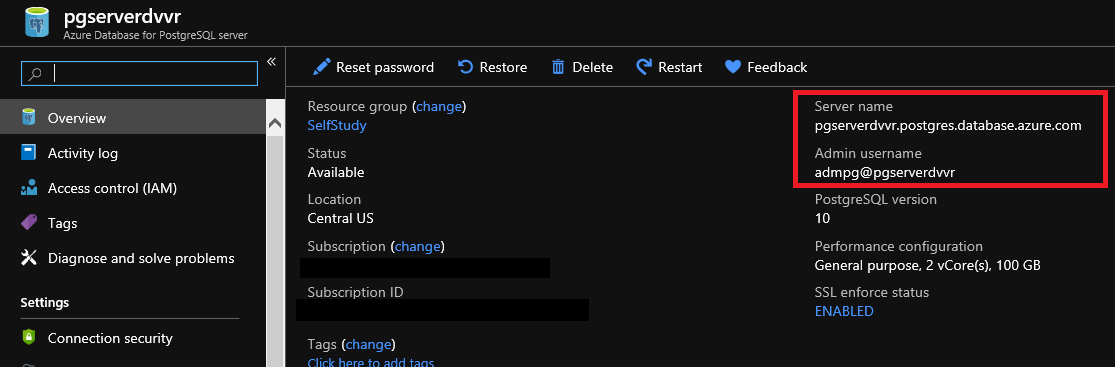 pgserverdvvr
Azure Database for PostgreSQL server
«
Overview
Activity log
Access control (IAM)
Tags
Diagnose and solve problems
Settings
Connection security
Reset password Restore Delete Restart Feedback
Resource group (change)
SelfStudy
Status
Available
Location
Central US
Subscription (change)
Subscription ID
Tags (change)
Click here to add tags
Server name
pgserverdvvr.postgres.database.azure.com
Admin username
admpg@pgserverdvvr
PostgreSQL version
10
Performance configuration
General purpose, 2 vCore(s), 100 GB
SSL enforce status
ENABLED